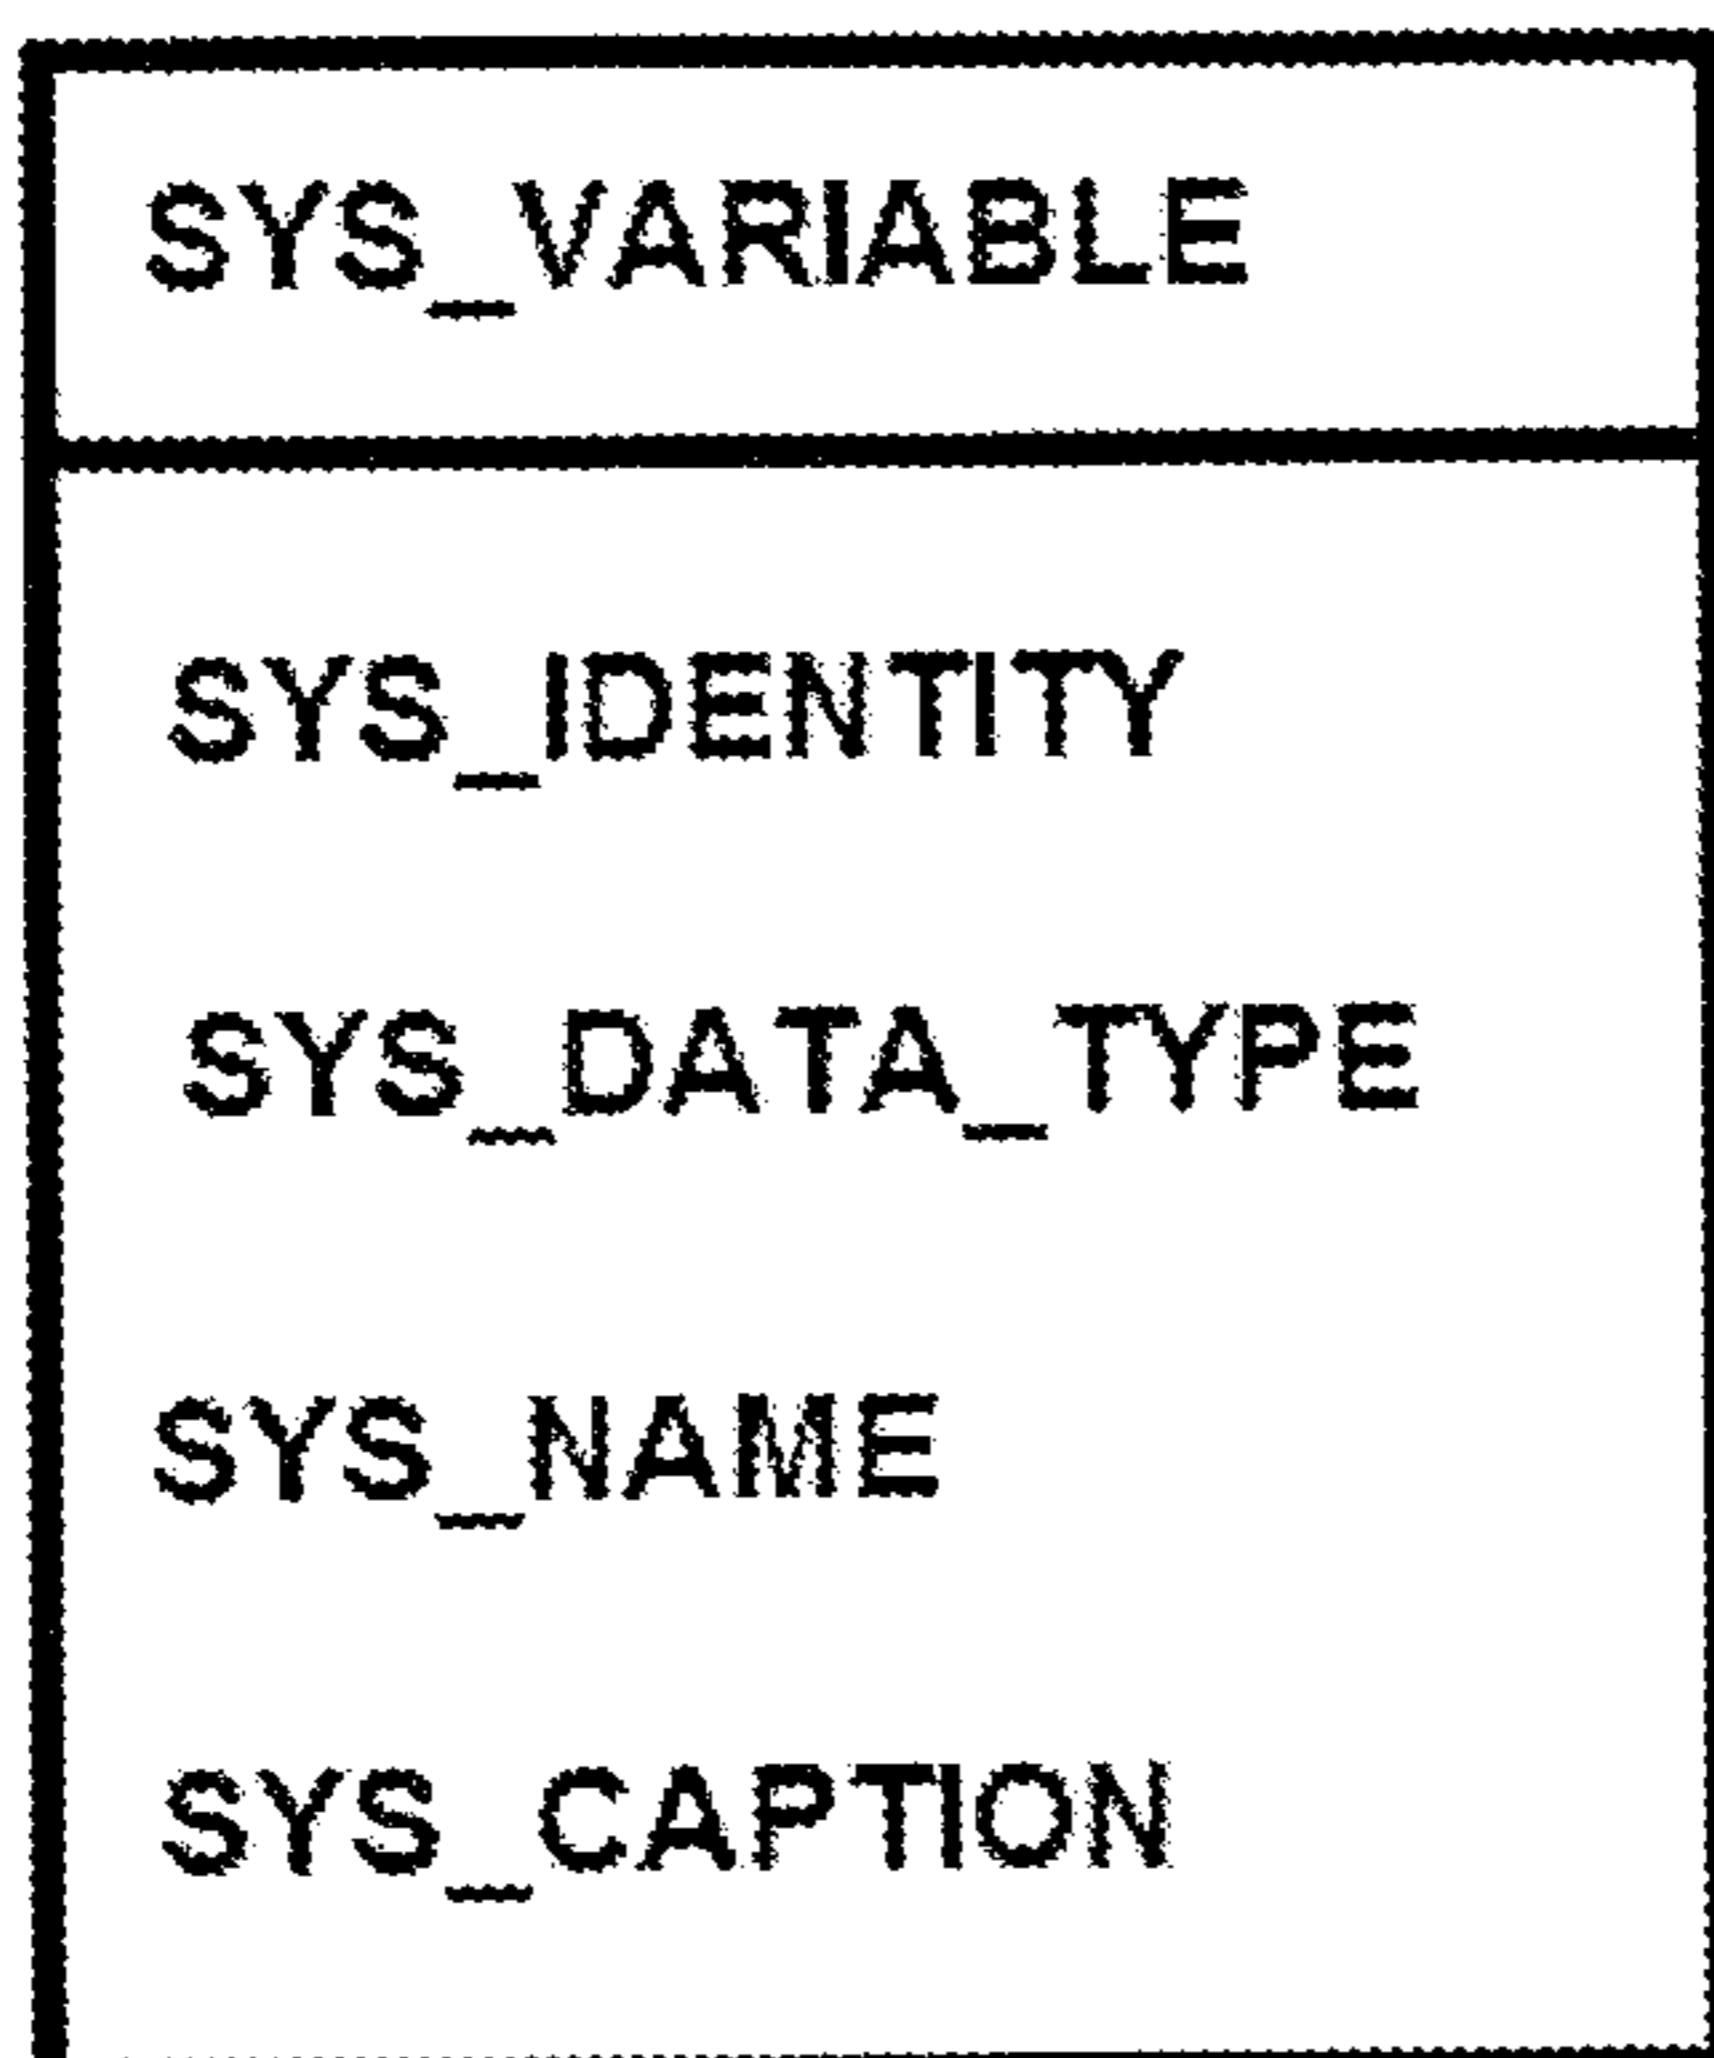 SYS_VARIABLE
SYS_IDENTITY
SYS_DATA_TYPE
SYS_NAME
SYS_CAPTION